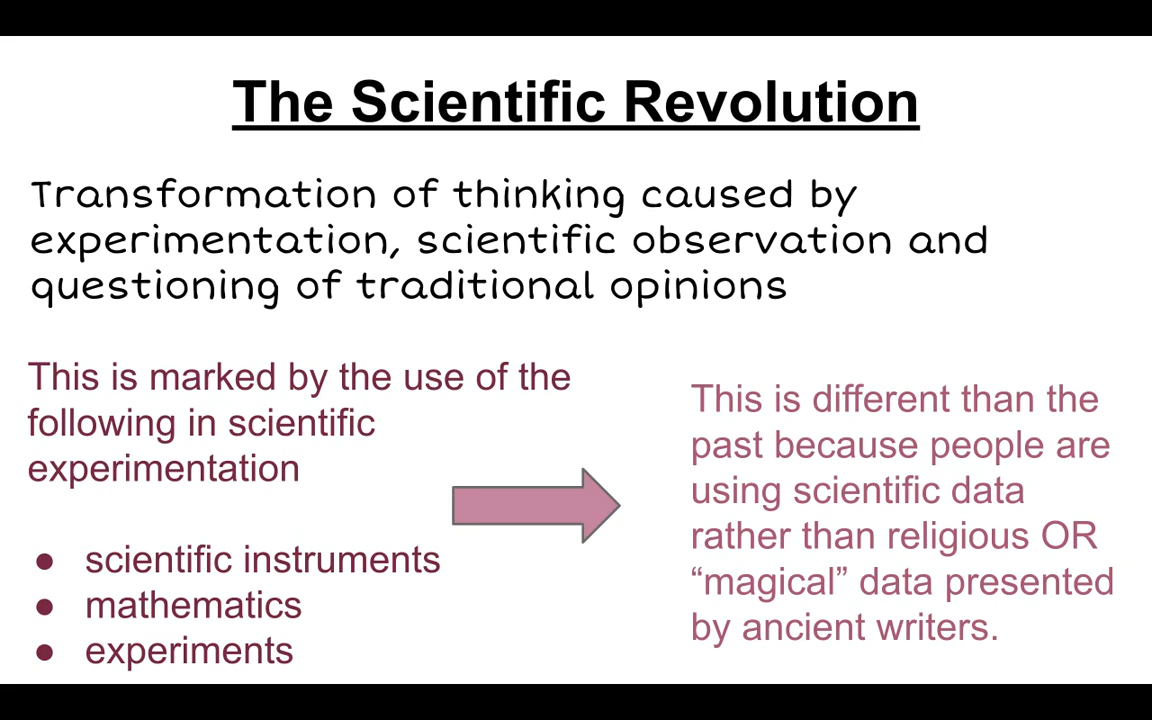 The Scientific Revolution
Transformation of thinking caused by
experimentation, scientific observation and
questioning of traditional opinions
This is marked by the use of the
following in scientific
experimentation
● scientific instruments
● mathematics
● experiments
This is different than the
past because people are
using scientific data
rather than religious OR
“magical” data presented
by ancient writers.